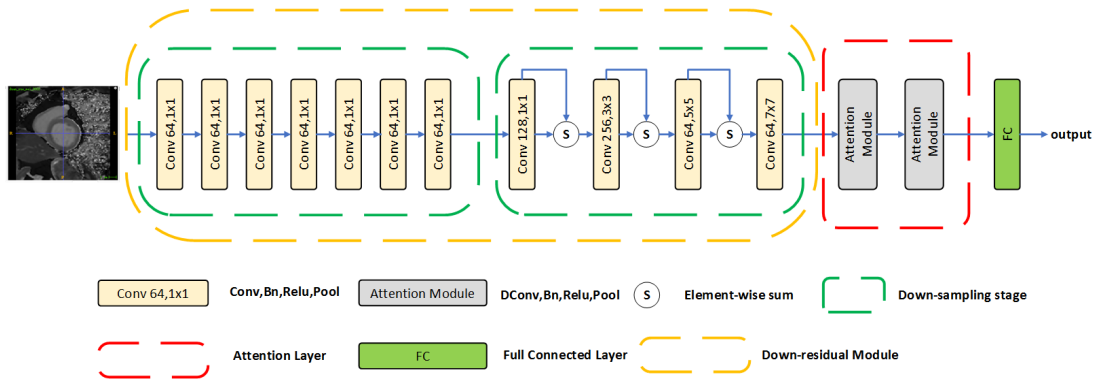 Conv 64,1x1
Conv 64,1x1
Conv 64,1x1
Conv 64,1x1
Conv 64,1x1
Conv 64,1x1
Conv 64,1x1
Conv 128,1x1
S
Conv 256,3x3
S
Conv 64,5x5
S
Conv 64,7x7
Attention
Module
Attention
Module
FC
output
Conv 64,1x1
Conv,Bn,Relu,Pool
Attention Module
DConv,Bn,Relu,Pool
S
Element-wise sum
Down-sampling stage
Attention Layer
FC
Full Connected Layer
Down-residual Module